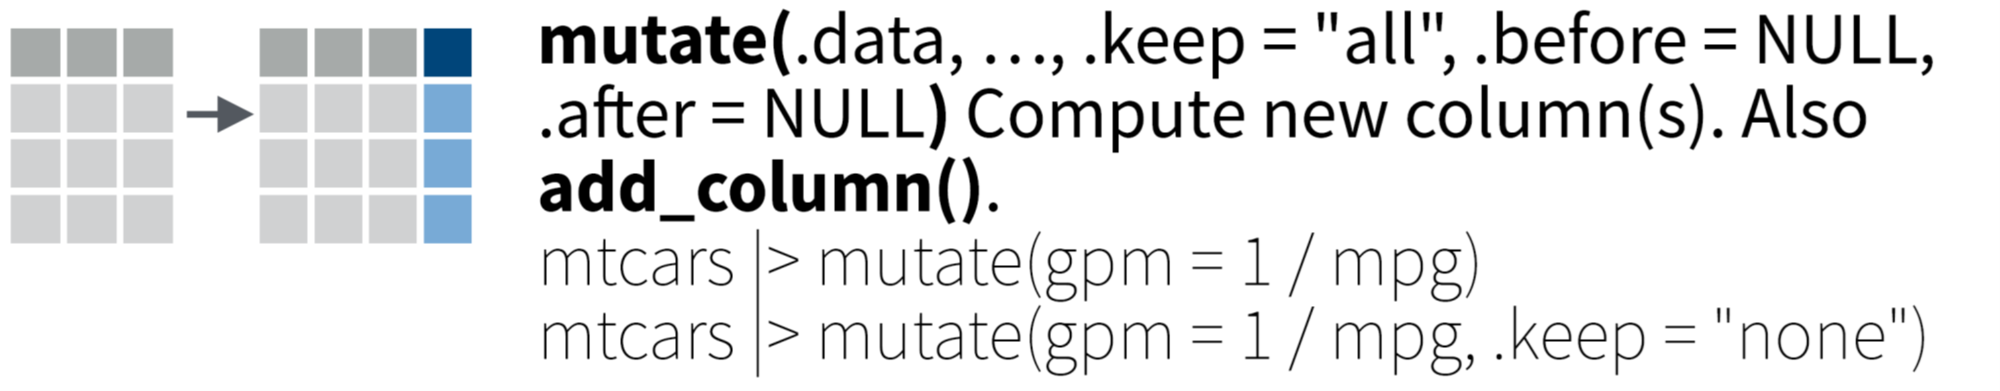 mutate(.data, …, .keep = "all", .before = NULL,
.after = NULL) Compute new column(s). Also
add_column().
mtcars |> mutate(gpm = 1 / mpg)
mtcars |> mutate(gpm = 1 / mpg, .keep = "none")